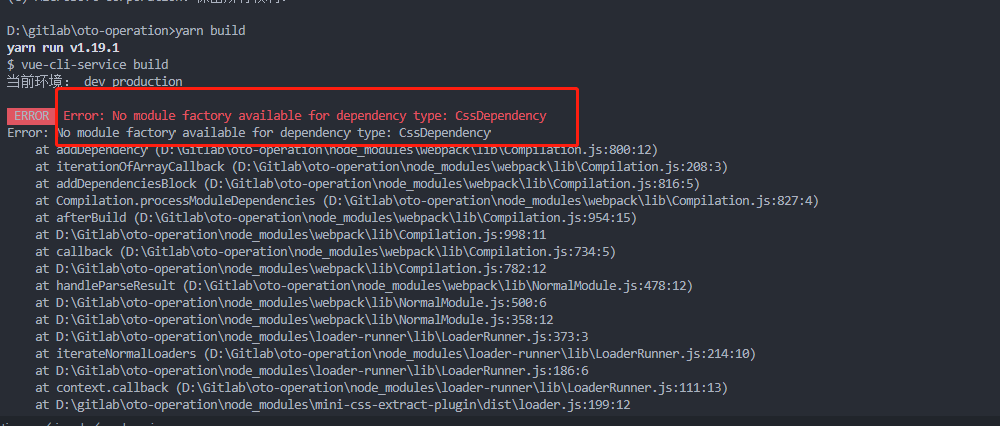 D:\gitlab\oto-operation>yarn build
yarn run v1.19.1
$ vue-cli-service build
当前环境： dev production
ERROR Error: No module factory available for dependency type: CssDependency
Error: No module factory available for dependency type: CssDependency
at addDependency (D:\Gitlab\oto-operation\node_modules\webpack\lib\Compilation.js:800:12)
at iterationOfArrayCallback (D:\Gitlab\oto-operation\node_modules\webpack\lib\Compilation.js:208:3)
at addDependenciesBlock (D:\Gitlab\oto-operation\node_modules\webpack\lib\Compilation.js:816:5)
at Compilation.processModuleDependencies (D:\Gitlab\oto-operation\node_modules\webpack\lib\Compilation.js:827:4)
at afterBuild (D:\Gitlab\oto-operation\node_modules\webpack\lib\Compilation.js:954:15)
at D:\Gitlab\oto-operation\node_modules\webpack\lib\Compilation.js:998:11
at callback (D:\Gitlab\oto-operation\node_modules\webpack\lib\Compilation.js:734:5)
at D:\Gitlab\oto-operation\node_modules\webpack\lib\Compilation.js:782:12
at handleParseResult (D:\Gitlab\oto-operation\node_modules\webpack\lib\NormalModule.js:478:12)
at D:\Gitlab\oto-operation\node_modules\webpack\lib\NormalModule.js:500:6
at D:\Gitlab\oto-operation\node_modules\webpack\lib\NormalModule.js:358:12
at D:\Gitlab\oto-operation\node_modules\loader-runner\lib\LoaderRunner.js:373:3
at iterateNormalLoaders (D:\Gitlab\oto-operation\node_modules\loader-runner\lib\LoaderRunner.js:214:10)
at D:\Gitlab\oto-operation\node_modules\loader-runner\lib\LoaderRunner.js:186:6
at context.callback (D:\Gitlab\oto-operation\node_modules\loader-runner\lib\LoaderRunner.js:111:13)
at D:\gitlab\oto-operation\node_modules\mini-css-extract-plugin\dist\loader.js:199:12